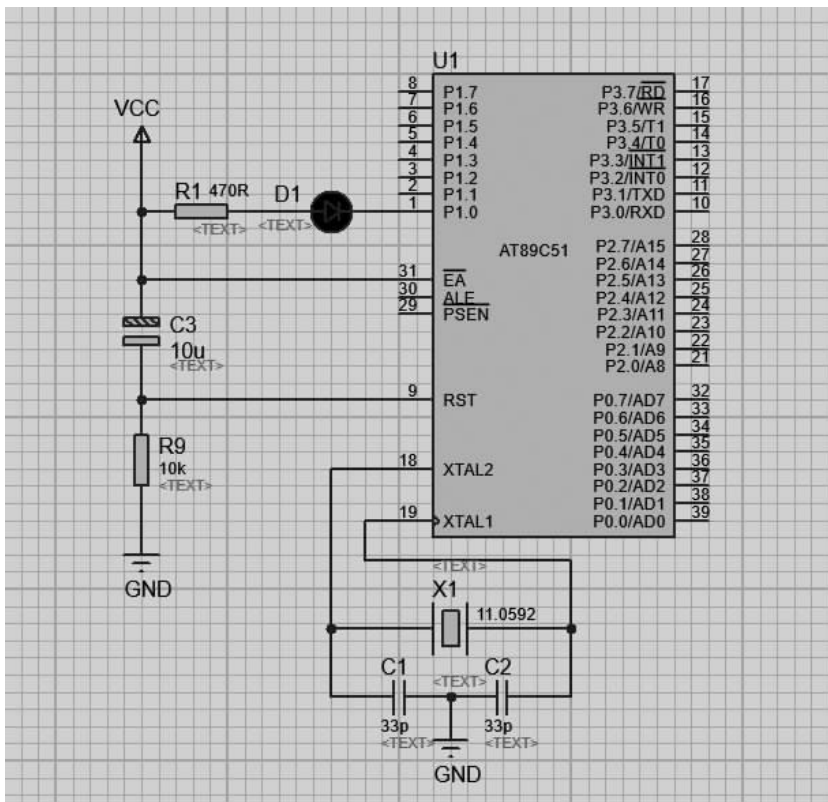 U1
8 P1.7 P3.7/RD 17
7 P1.6 P3.6/WR 16
6 P1.5 P3.5/T1 15
5 P1.4 P3.4/T0 14
4 P1.3 P3.3/INT1 13
3 P1.2 P3.2/INT0 12
2 P1.1 P3.1/TXD 11
1 P1.0 P3.0/RXD 10
VCC
R1 470R
<TEXT>
D1
<TEXT>
AT89C51
P2.7/A15 28
P2.6/A14 27
31 EA P2.5/A13 26
30 ALE P2.4/A12 25
29 PSEN P2.3/A11 24
P2.2/A10 23
P2.1/A9 22
P2.0/A8 21
C3
10u
<TEXT>
9 RST P0.7/AD7 32
P0.6/AD6 33
P0.5/AD5 34
P0.4/AD4 35
18 XTAL2 P0.3/AD3 36
P0.2/AD2 37
P0.1/AD1 38
19 XTAL1 P0.0/AD0 39
R9
10k
<TEXT>
GND
<TEXT>
X1
11.0592
<TEXT>
C1
33p
<TEXT>
C2
33p
<TEXT>
GND